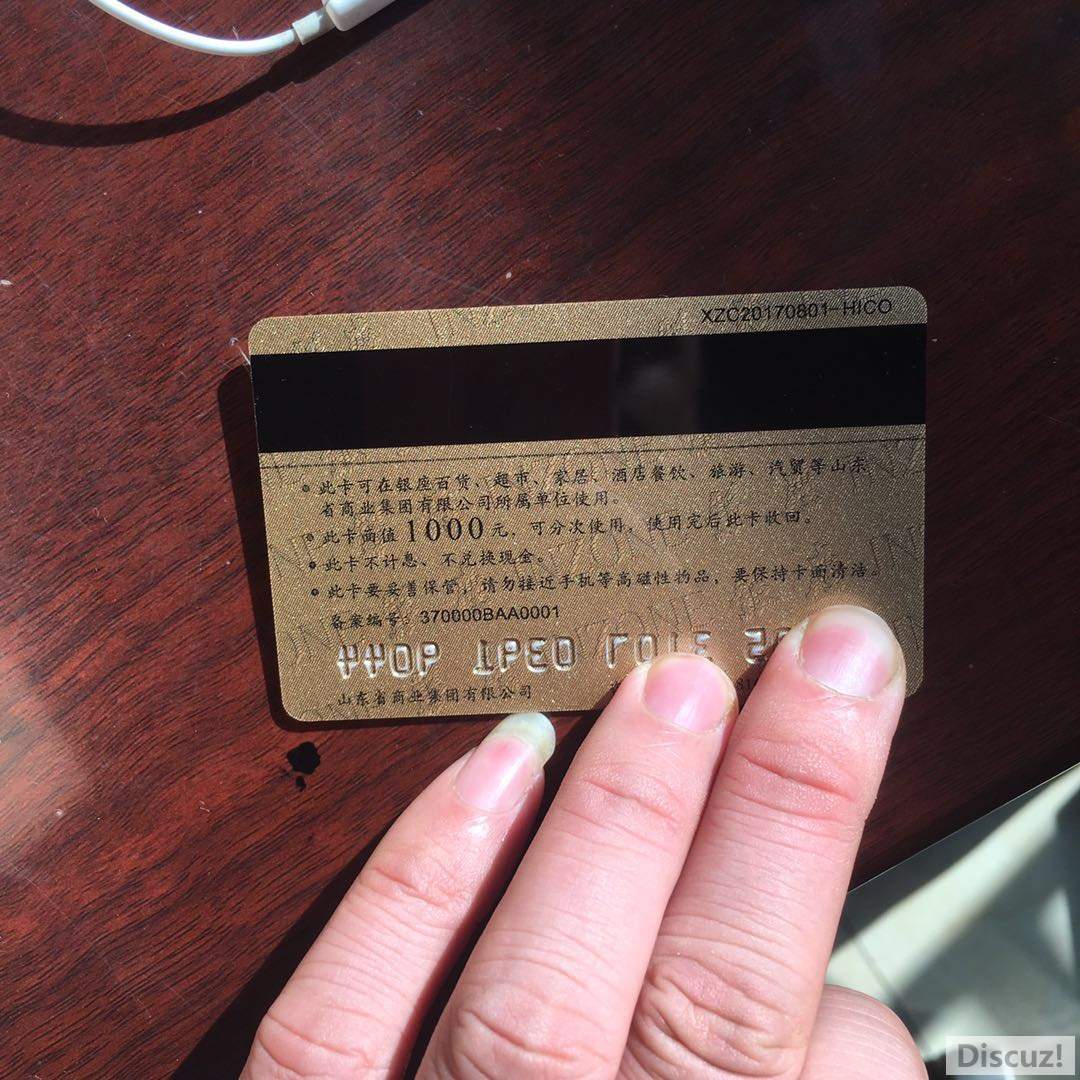 XZC20170801-HICO
• 此卡可在银座百货、超市、家居、酒店餐饮、旅游、汽贸等山东
省商业集团有限公司所属单位使用。
• 此卡面值1000元，可分次使用，使用完后此卡收回。
• 此卡不计息、不兑换现金。
• 此卡要妥善保管，请勿接近手机等高磁性物品，要保持卡面清洁。
备案编号：370000BAA0001
山东省商业集团有限公司
Discuz!